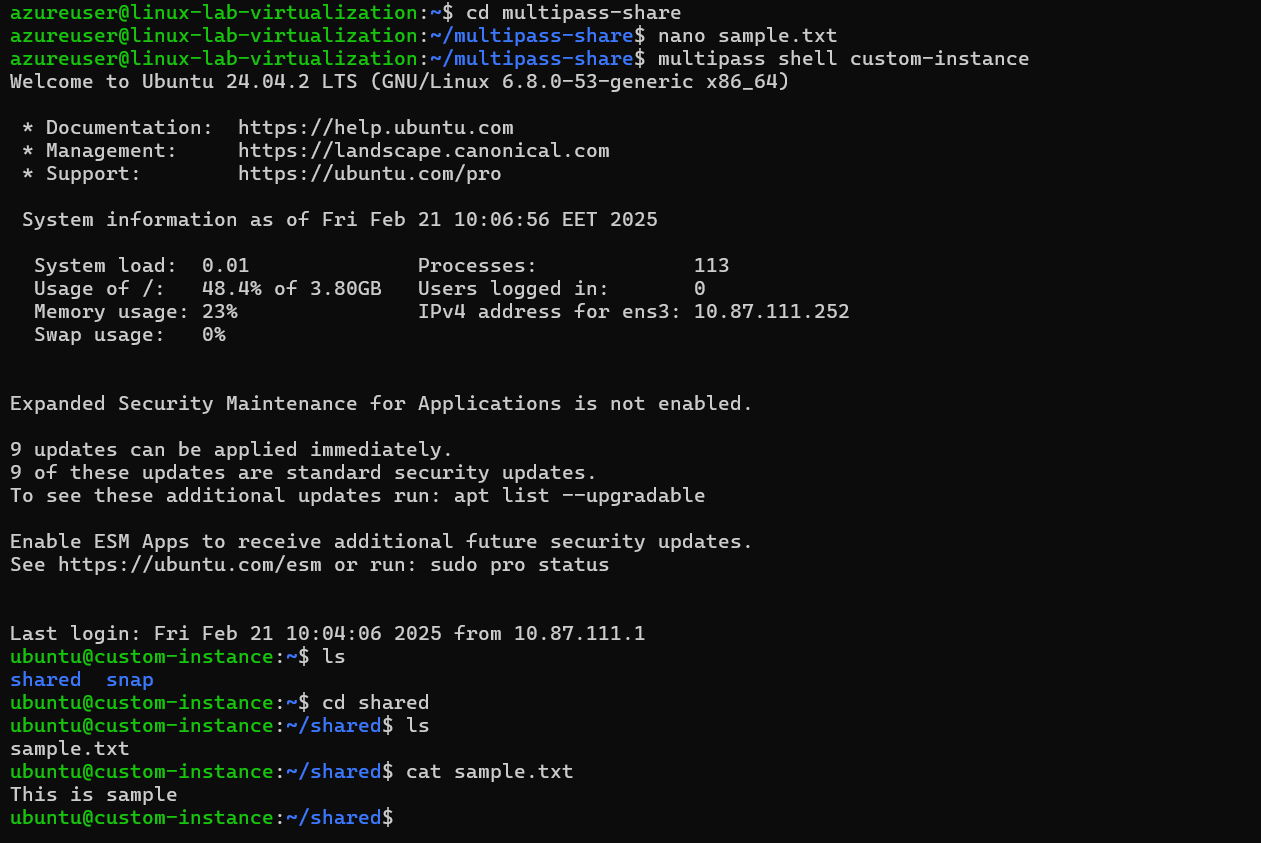 azureuser@linux-lab-virtualization:~$ cd multipass-share
azureuser@linux-lab-virtualization:~/multipass-share$ nano sample.txt
azureuser@linux-lab-virtualization:~/multipass-share$ multipass shell custom-instance
Welcome to Ubuntu 24.04.2 LTS (GNU/Linux 6.8.0-53-generic x86_64)

 * Documentation:  https://help.ubuntu.com
 * Management:     https://landscape.canonical.com
 * Support:        https://ubuntu.com/pro

 System information as of Fri Feb 21 10:06:56 EET 2025

  System load:  0.01              Processes:             113
  Usage of /:   48.4% of 3.80GB   Users logged in:       0
  Memory usage: 23%               IPv4 address for ens3: 10.87.111.252
  Swap usage:   0%


Expanded Security Maintenance for Applications is not enabled.

9 updates can be applied immediately.
9 of these updates are standard security updates.
To see these additional updates run: apt list --upgradable

Enable ESM Apps to receive additional future security updates.
See https://ubuntu.com/esm or run: sudo pro status


Last login: Fri Feb 21 10:04:06 2025 from 10.87.111.1
ubuntu@custom-instance:~$ ls
shared  snap
ubuntu@custom-instance:~$ cd shared
ubuntu@custom-instance:~/shared$ ls
sample.txt
ubuntu@custom-instance:~/shared$ cat sample.txt
This is sample
ubuntu@custom-instance:~/shared$